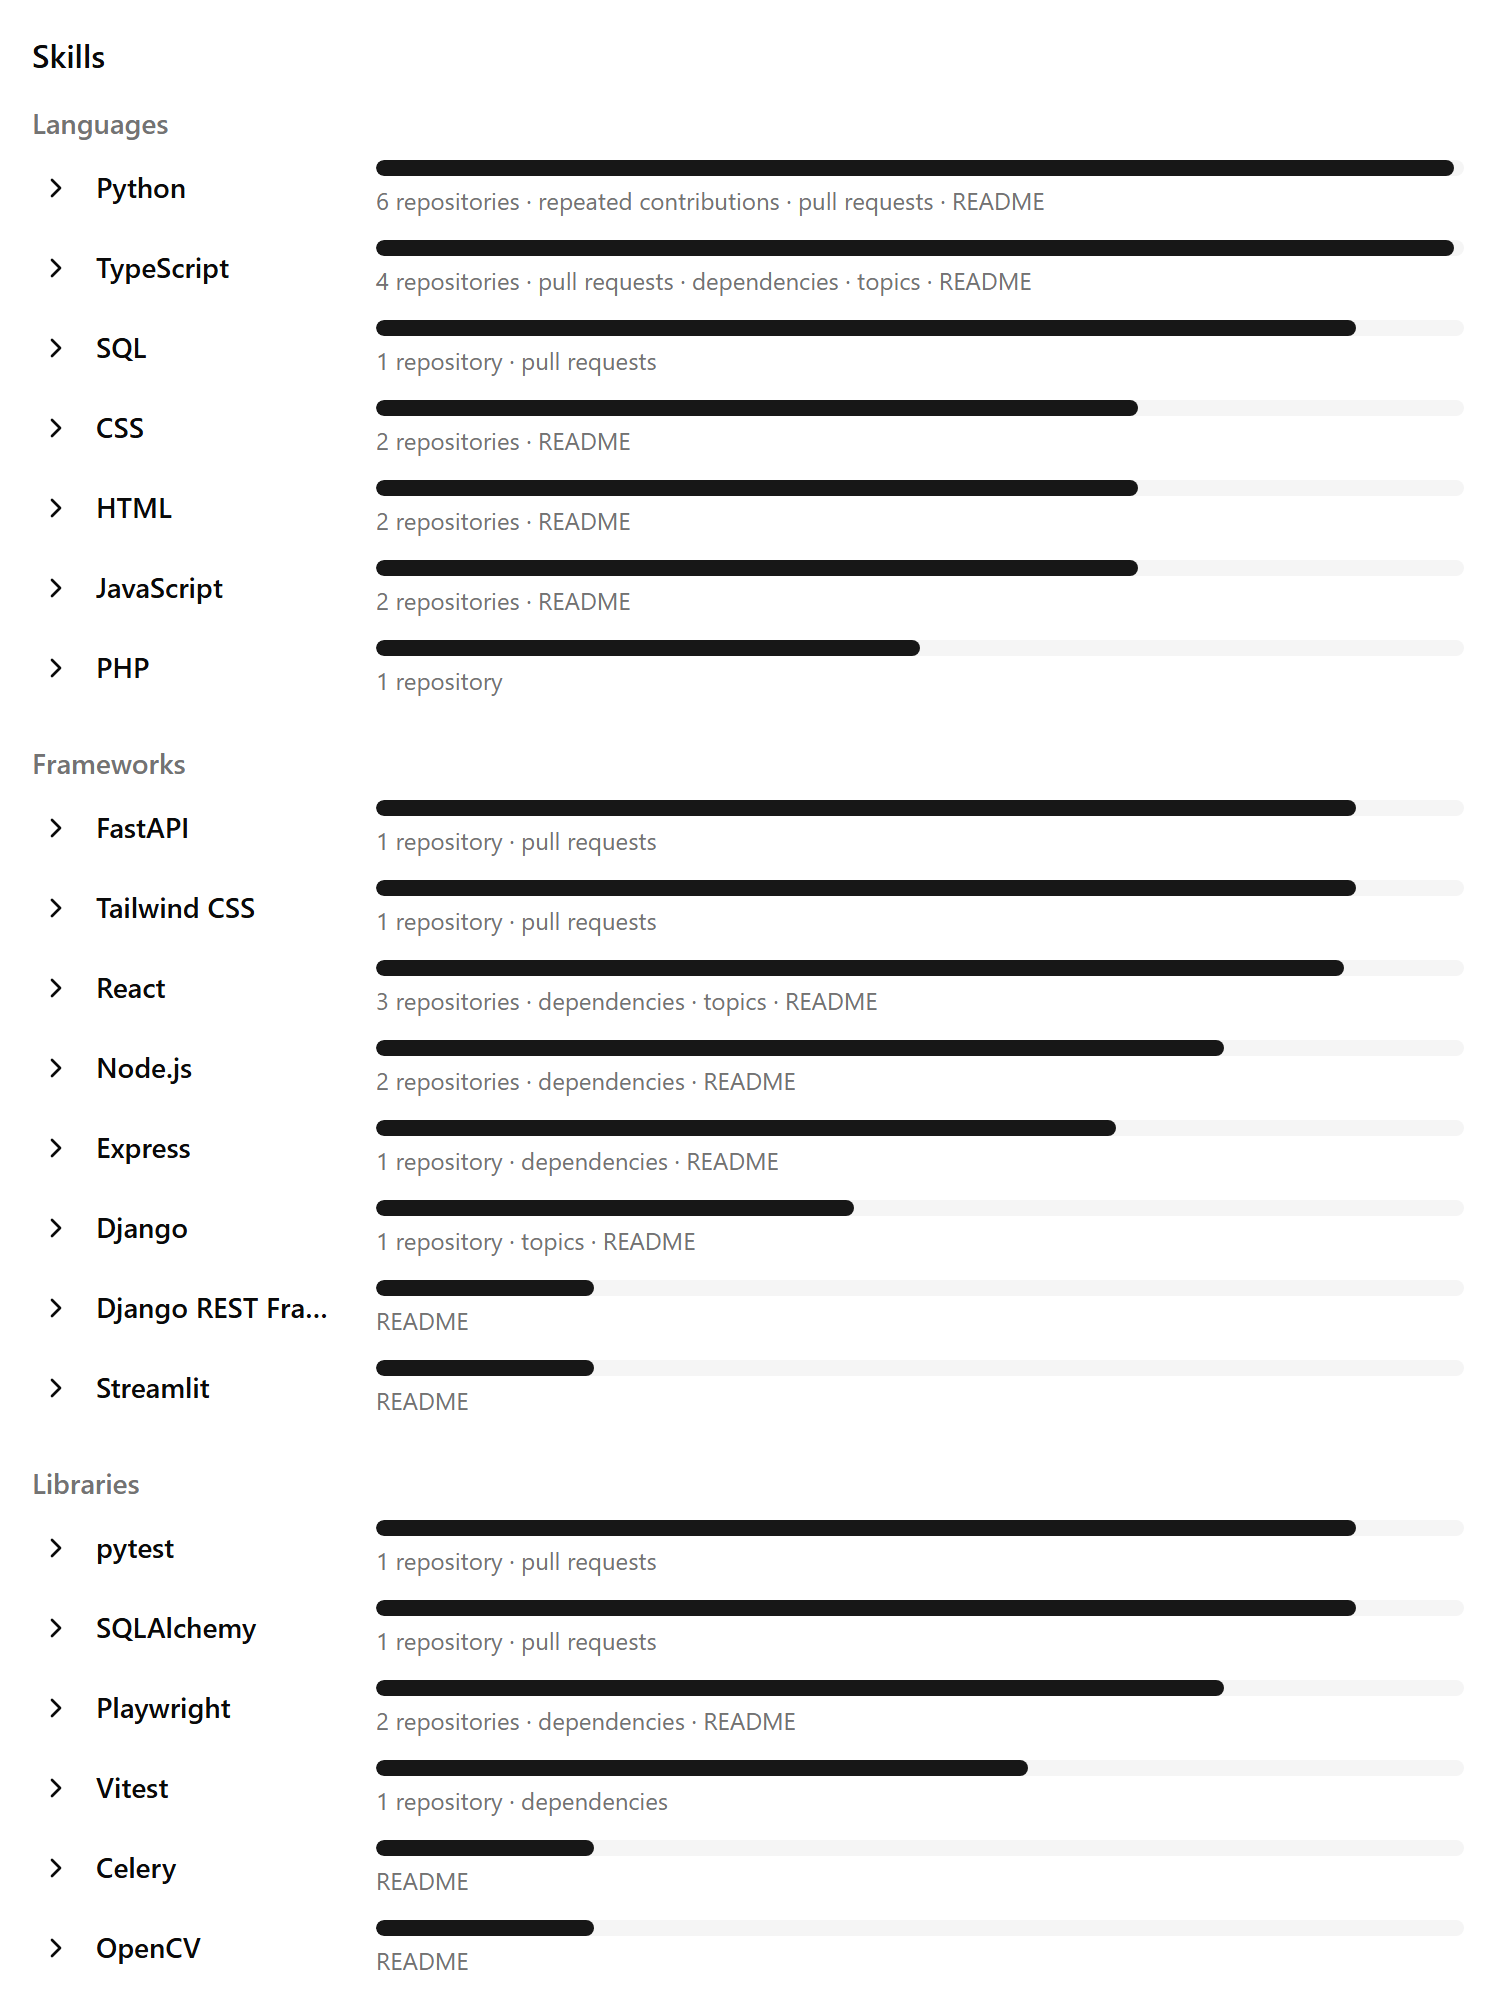 Skills
Languages
Python
6 repositories · repeated contributions · pull requests · README
TypeScript
4 repositories · pull requests · dependencies · topics · README
SQL
1 repository · pull requests
CSS
2 repositories · README
HTML
2 repositories · README
JavaScript
2 repositories · README
PHP
1 repository
Frameworks
FastAPI
1 repository · pull requests
Tailwind CSS
1 repository · pull requests
React
3 repositories · dependencies · topics · README
Node.js
2 repositories · dependencies · README
Express
1 repository · dependencies · README
Django
1 repository · topics · README
Django REST Fra...
README
Streamlit
README
Libraries
pytest
1 repository · pull requests
SQLAlchemy
1 repository · pull requests
Playwright
2 repositories · dependencies · README
Vitest
1 repository · dependencies
Celery
README
OpenCV
README